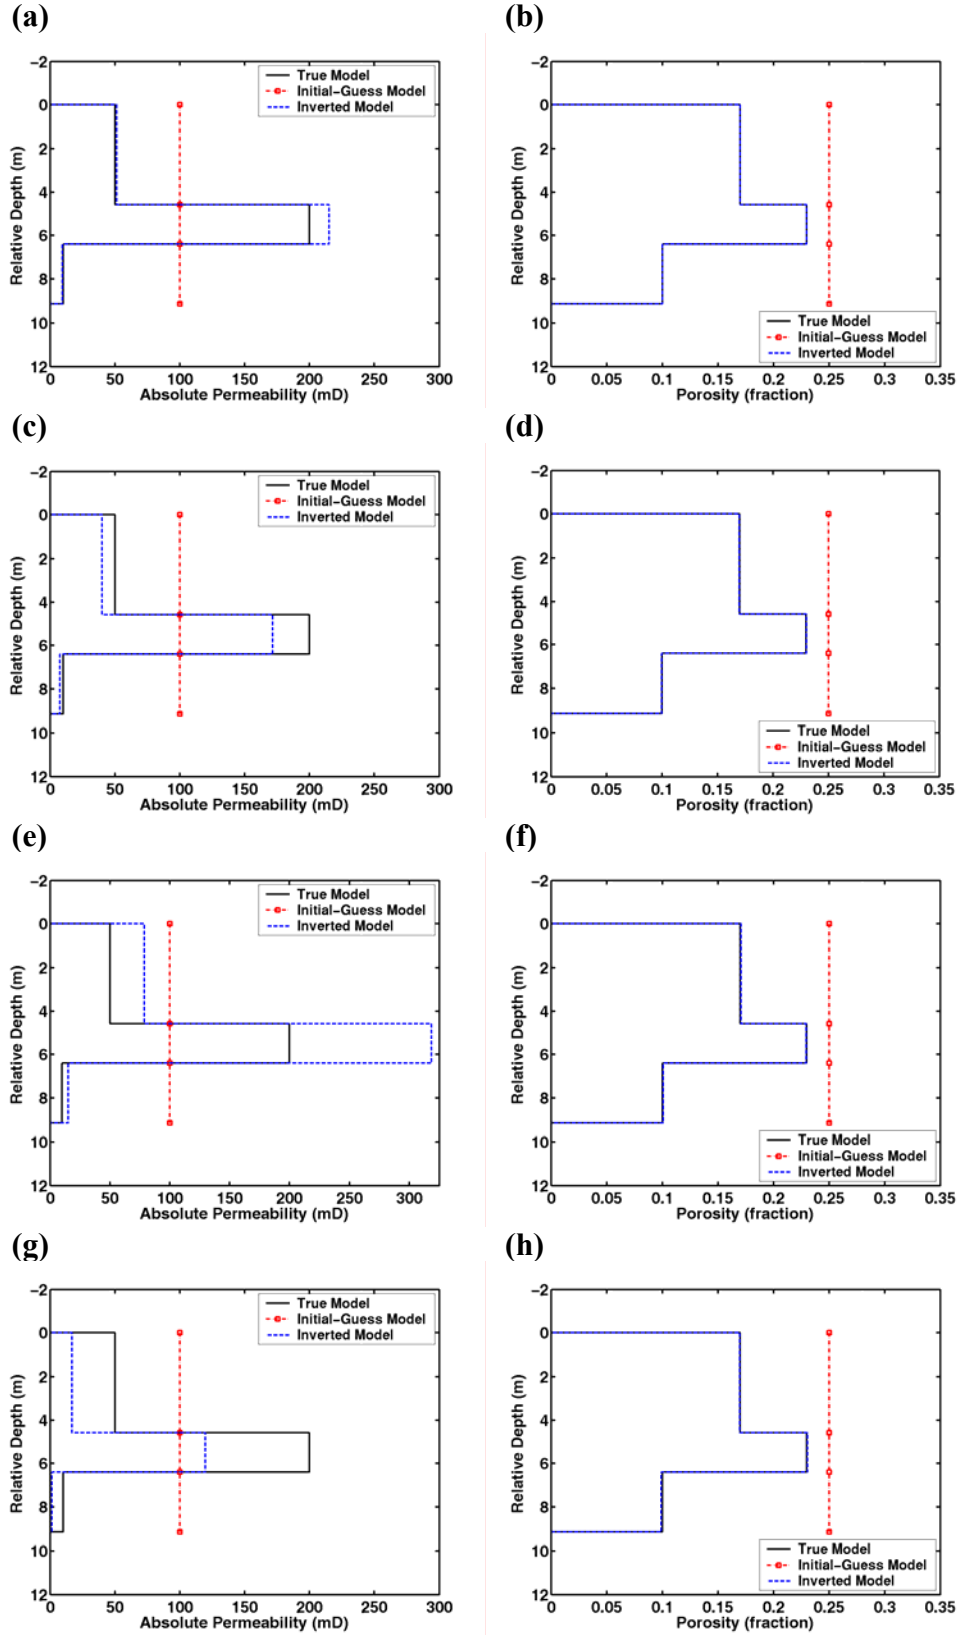 (a)
−2
0
2
4
6
8
10
12
Relative Depth (m)
True Model
Initial−Guess Model
Inverted Model
0 50 100 150 200 250 300
Absolute Permeability (mD)
(b)
−2
0
2
4
6
8
10
12
Relative Depth (m)
True Model
Initial−Guess Model
Inverted Model
0 0.05 0.1 0.15 0.2 0.25 0.3 0.35
Porosity (fraction)
(c)
−2
0
2
4
6
8
10
12
Relative Depth (m)
True Model
Initial−Guess Model
Inverted Model
0 50 100 150 200 250 300
Absolute Permeability (mD)
(d)
−2
0
2
4
6
8
10
12
Relative Depth (m)
True Model
Initial−Guess Model
Inverted Model
0 0.05 0.1 0.15 0.2 0.25 0.3 0.35
Porosity (fraction)
(e)
−2
0
2
4
6
8
10
12
Relative Depth (m)
True Model
Initial−Guess Model
Inverted Model
0 50 100 150 200 250 300
Absolute Permeability (mD)
(f)
−2
0
2
4
6
8
10
12
Relative Depth (m)
True Model
Initial−Guess Model
Inverted Model
0 0.05 0.1 0.15 0.2 0.25 0.3 0.35
Porosity (fraction)
(g)
−2
0
2
4
6
8
10
12
Relative Depth (m)
True Model
Initial−Guess Model
Inverted Model
0 50 100 150 200 250 300
Absolute Permeability (mD)
(h)
−2
0
2
4
6
8
10
12
Relative Depth (m)
True Model
Initial−Guess Model
Inverted Model
0 0.05 0.1 0.15 0.2 0.25 0.3 0.35
Porosity (fraction)